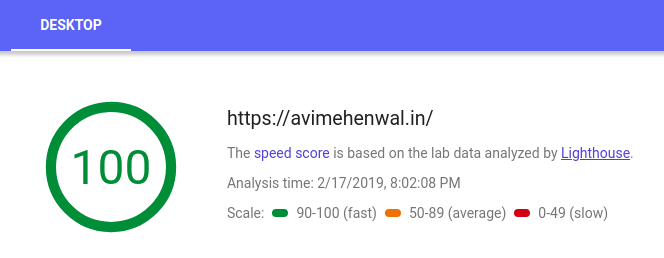 DESKTOP
100
https://avimehenwal.in/
The speed score is based on the lab data analyzed by Lighthouse.
Analysis time: 2/17/2019, 8:02:08 PM
Scale: 90-100 (fast) 50-89 (average) 0-49 (slow)